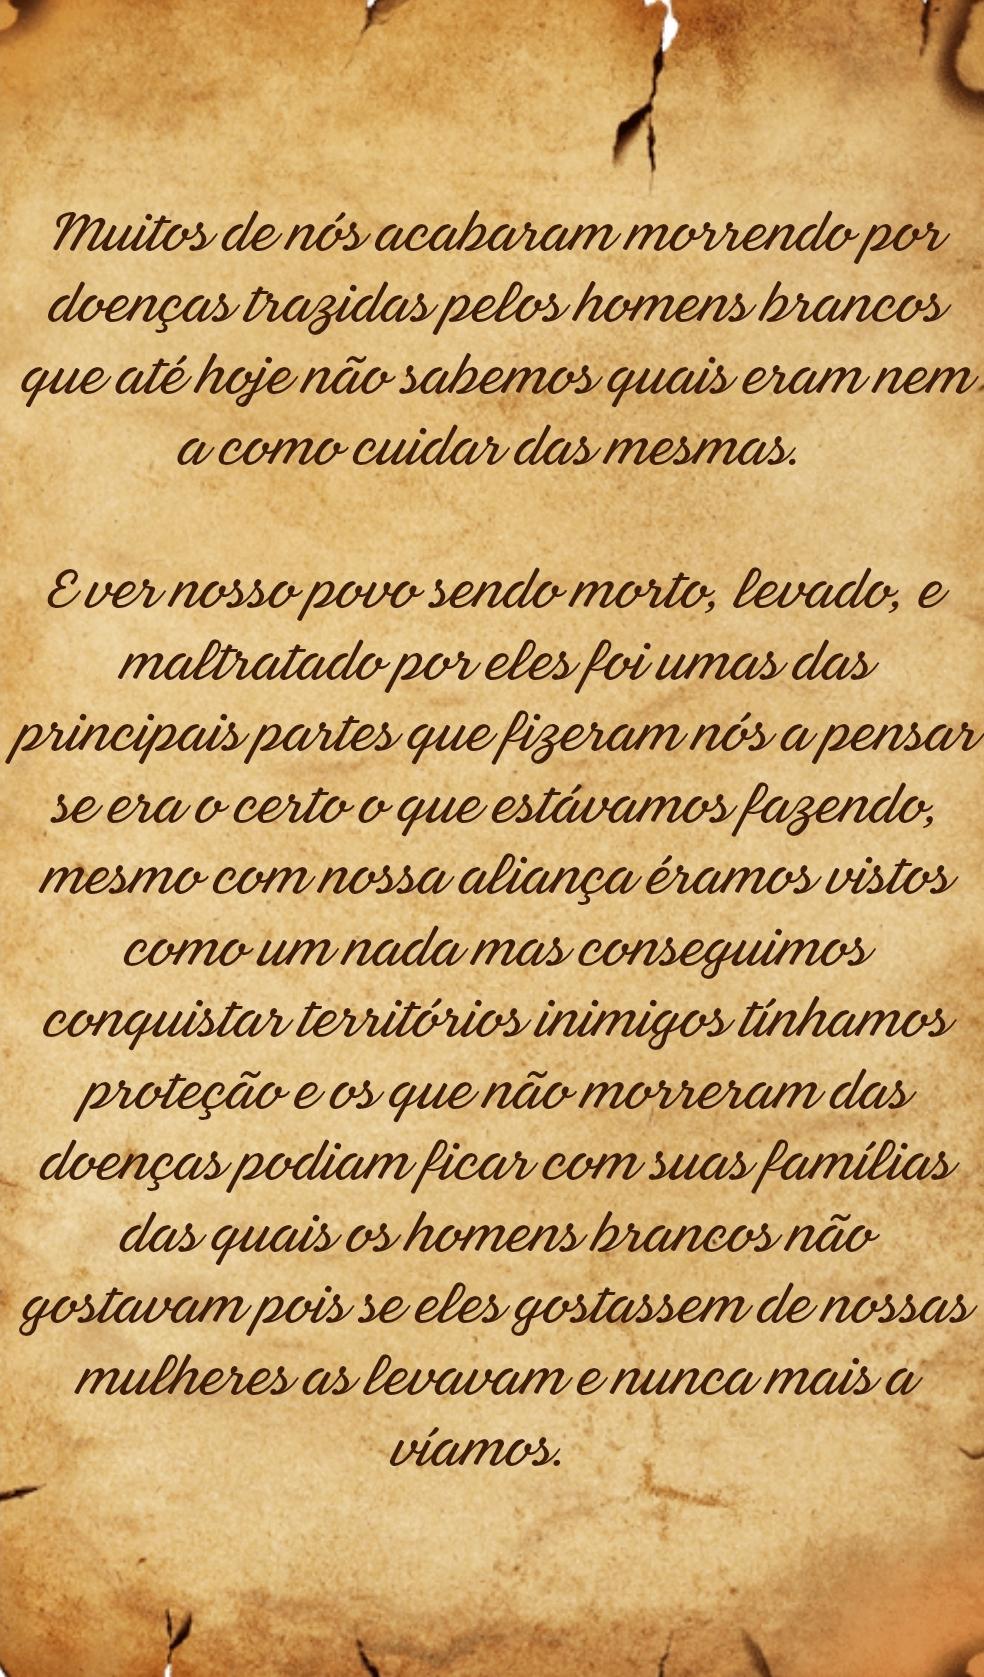 Muitos de nós acabaram morrendo por
doenças trazidas pelos homens brancos
que até hoje não sabemos quais eram nem
a como cuidar das mesmas.
E ver nosso povo sendo morto, levado, e
maltratado por eles foi umas das
principais partes que fizeram nós a pensar
se era o certo o que estávamos fazendo,
mesmo com nossa aliança éramos vistos
como um nada mas conseguimos
conquistar territórios inimigos tínhamos
proteção e os que não morreram das
doenças podiam ficar com suas famílias
das quais os homens brancos não
gostavam pois se eles gostassem de nossas
mulheres as levavam e nunca mais a
víamos.